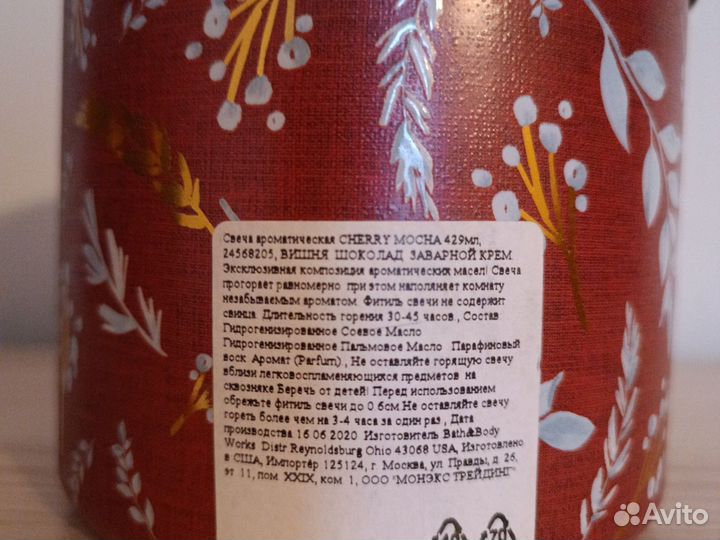 Свеча ароматическая CHERRY MOCHA 429мл,
24568205, ВИШНЯ ШОКОЛАД ЗАВАРНОЙ КРЕМ.
Эксклюзивная композиция ароматических масел! Свеча
прогорает равномерно при этом наполяняет комнату
незабываемым ароматом. Фитиль свечи не содержит
свинца. Длительность горения 30-45 часов , Состав
Гидрогенизированное Соевое Масло
Гидрогенизированное Пальмовое Масло Парафиновый
воск Аромат (Parfum)., Не оставляйте горящую свечу
вблизи легковоспламеняющихся предметов на
сквозняке Беречь от детей! Перед использованием
обрежьте фитиль свечи до 0.6см.Не оставляйте свечу
гореть более чем на 3-4 часа за один раз , Дата
производства 16 06 2020 Изготовитель Bath&Body
Works Distr Reynoldsburg Ohio 43068 USA, Изготовлено
в США, Импортёр 125124, г. Москва, ул. Правды, д. 26,
эт 11, пом XXIX, ком 1, ООО "МОНЭКС ТРЕЙДИНГ"
Avito